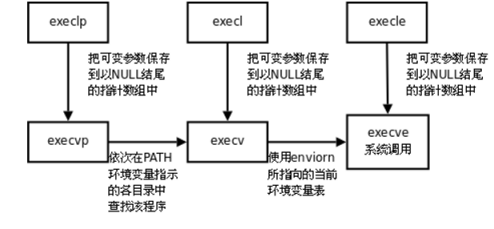 execlp
execl
execle
把可变参数保存
到以NULL结尾
的指针数组中
把可变参数保存
到以NULL结尾
的指针数组中
把可变参数保存
到以NULL结尾
的指针数组中
execvp
execv
execve
系统调用
依次在PATH
环境变量指示
的各目录中
查找该程序
使用enviorn
所指向的当前
环境变量表